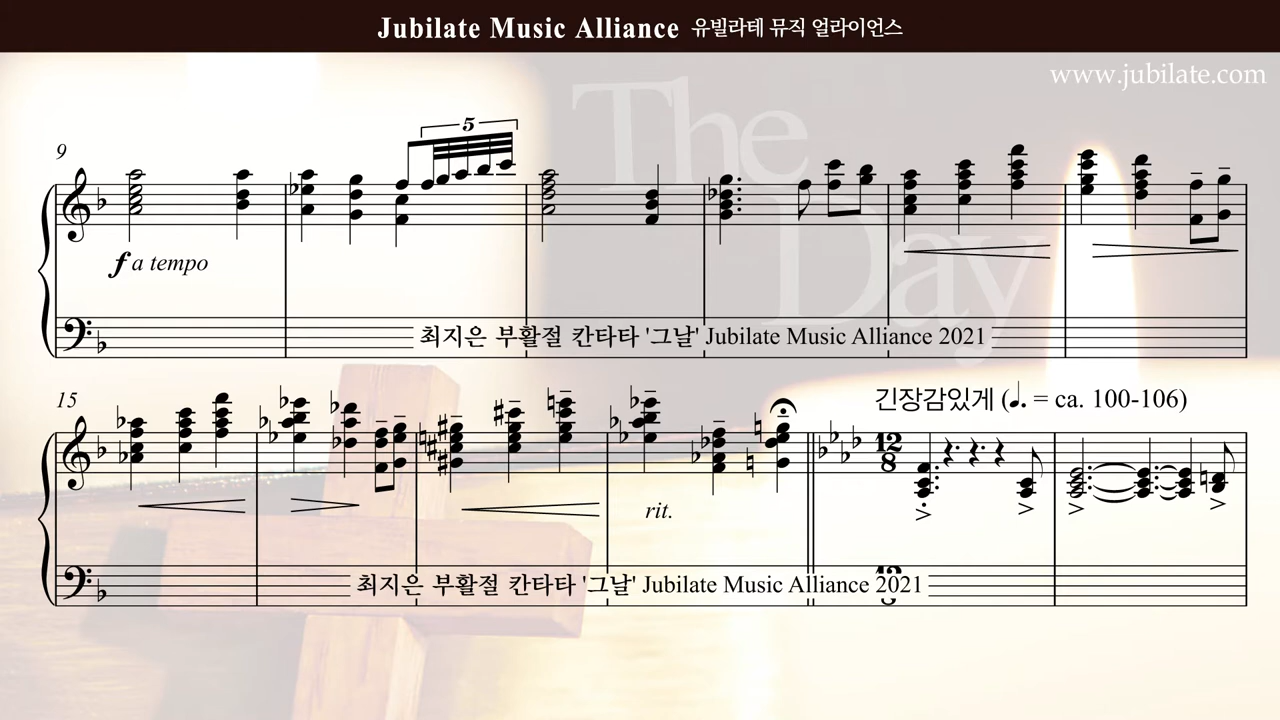 Jubilate Music Alliance 유빌라테 뮤직 얼라이언스
www.jubilate.com
The
Day
5
9
f a tempo
최지은 부활절 칸타타 '그날' Jubilate Music Alliance 2021
15
긴장감있게 (♩. = ca. 100-106)
12
8
rit.
최지은 부활절 칸타타 '그날' Jubilate Music Alliance 2021